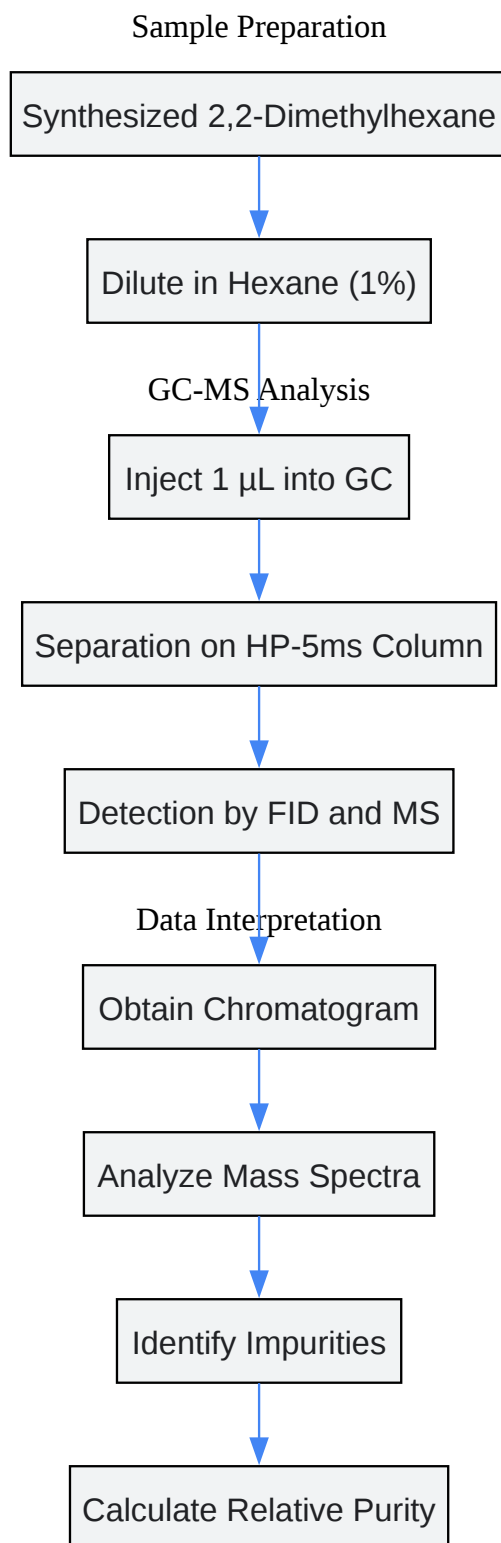 Sample Preparation
Synthesized 2,2-Dimethylhexane
Dilute in Hexane (1%)
GC-MS Analysis
Inject 1 µL into GC
Separation on HP-5ms Column
Detection by FID and MS
Data Interpretation
Obtain Chromatogram
Analyze Mass Spectra
Identify Impurities
Calculate Relative Purity